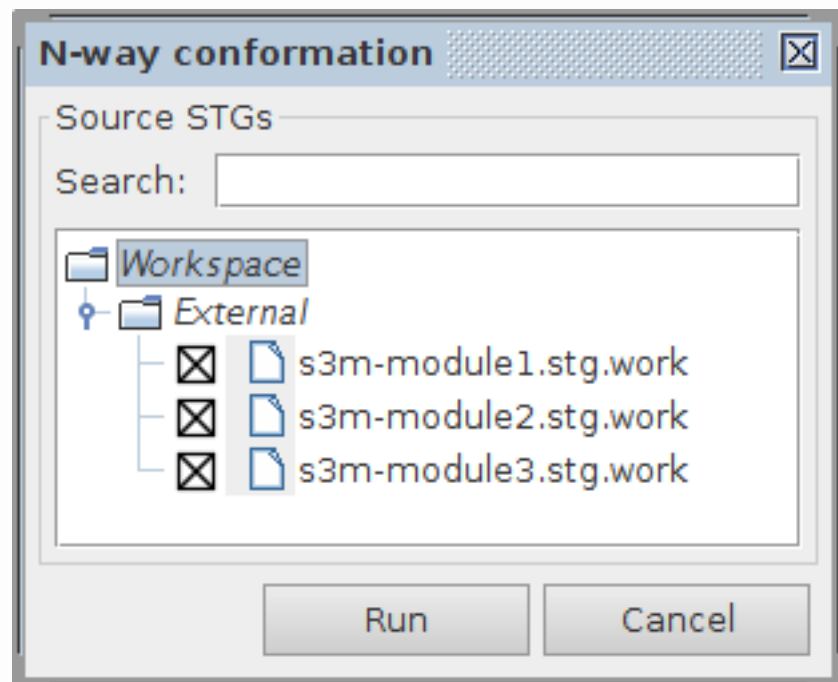 N-way conformation
Source STGs
Search:
Workspace
External
s3m-module1.stg.work
s3m-module2.stg.work
s3m-module3.stg.work
Run Cancel